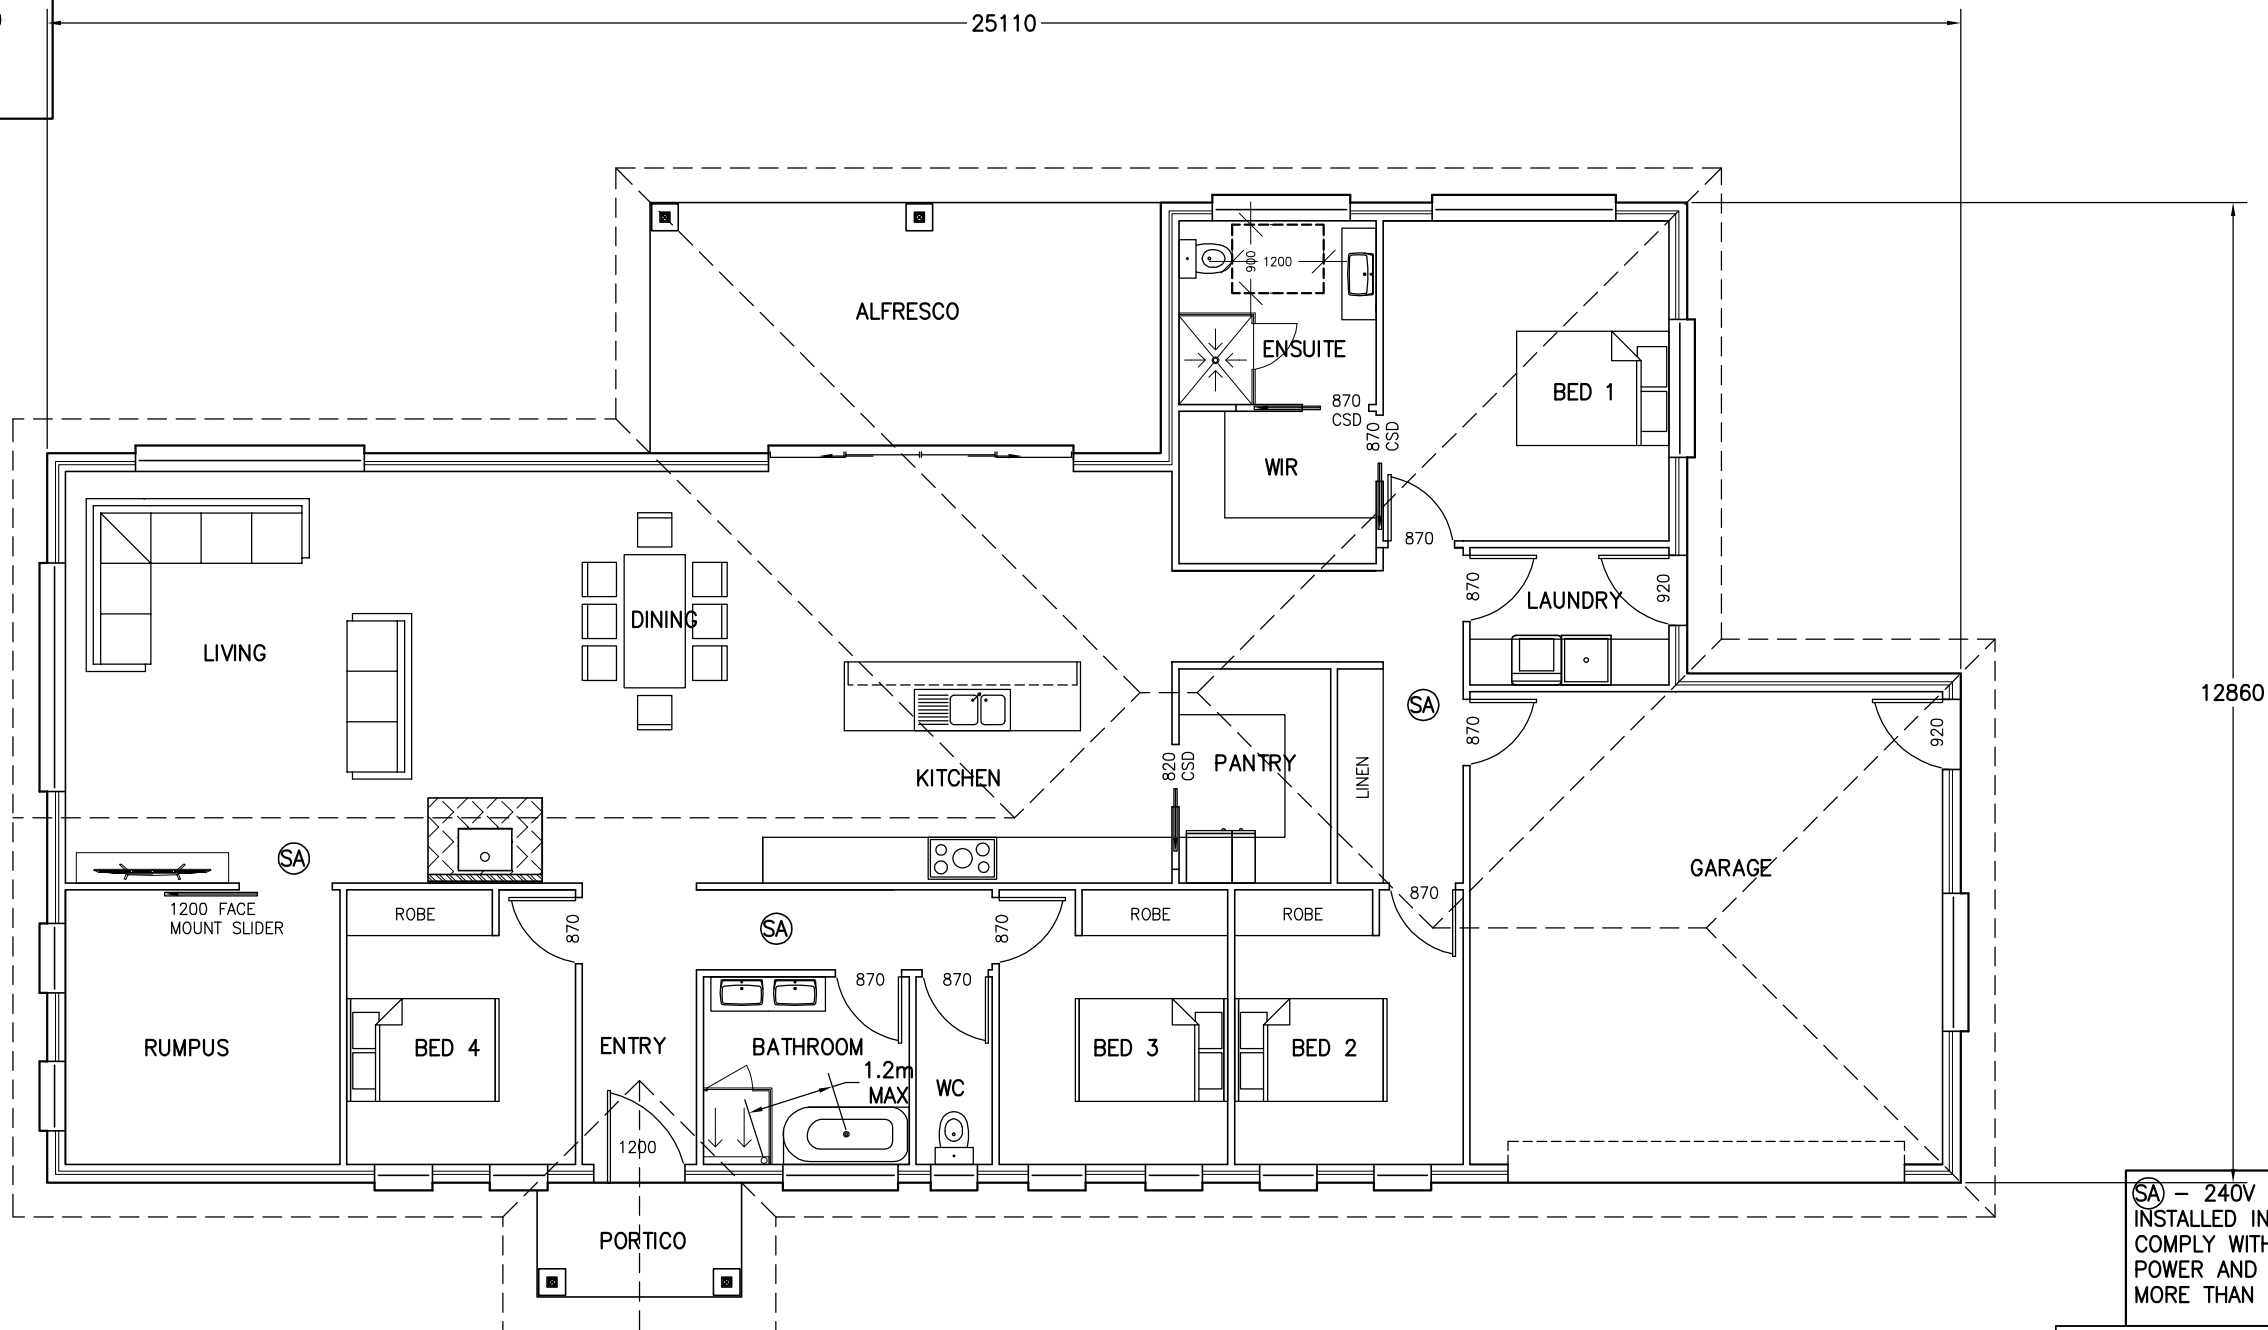 25110
ALFRESCO
900
1200
ENSUITE
870
CSD
870
CSD
BED 1
WIR
870
870
LAUNDRY
920
DINING
LIVING
12860
SA
870
920
820
CSD
PANTRY
LINEN
KITCHEN
SA
GARAGE
1200 FACE
MOUNT SLIDER
ROBE
870
SA
870
ROBE
ROBE
870
870
870
RUMPUS
BED 4
ENTRY
BATHROOM
1.2m
MAX
WC
BED 3
BED 2
1200
PORTICO
SA - 240V
INSTALLED IN
COMPLY WITH
POWER AND
MORE THAN